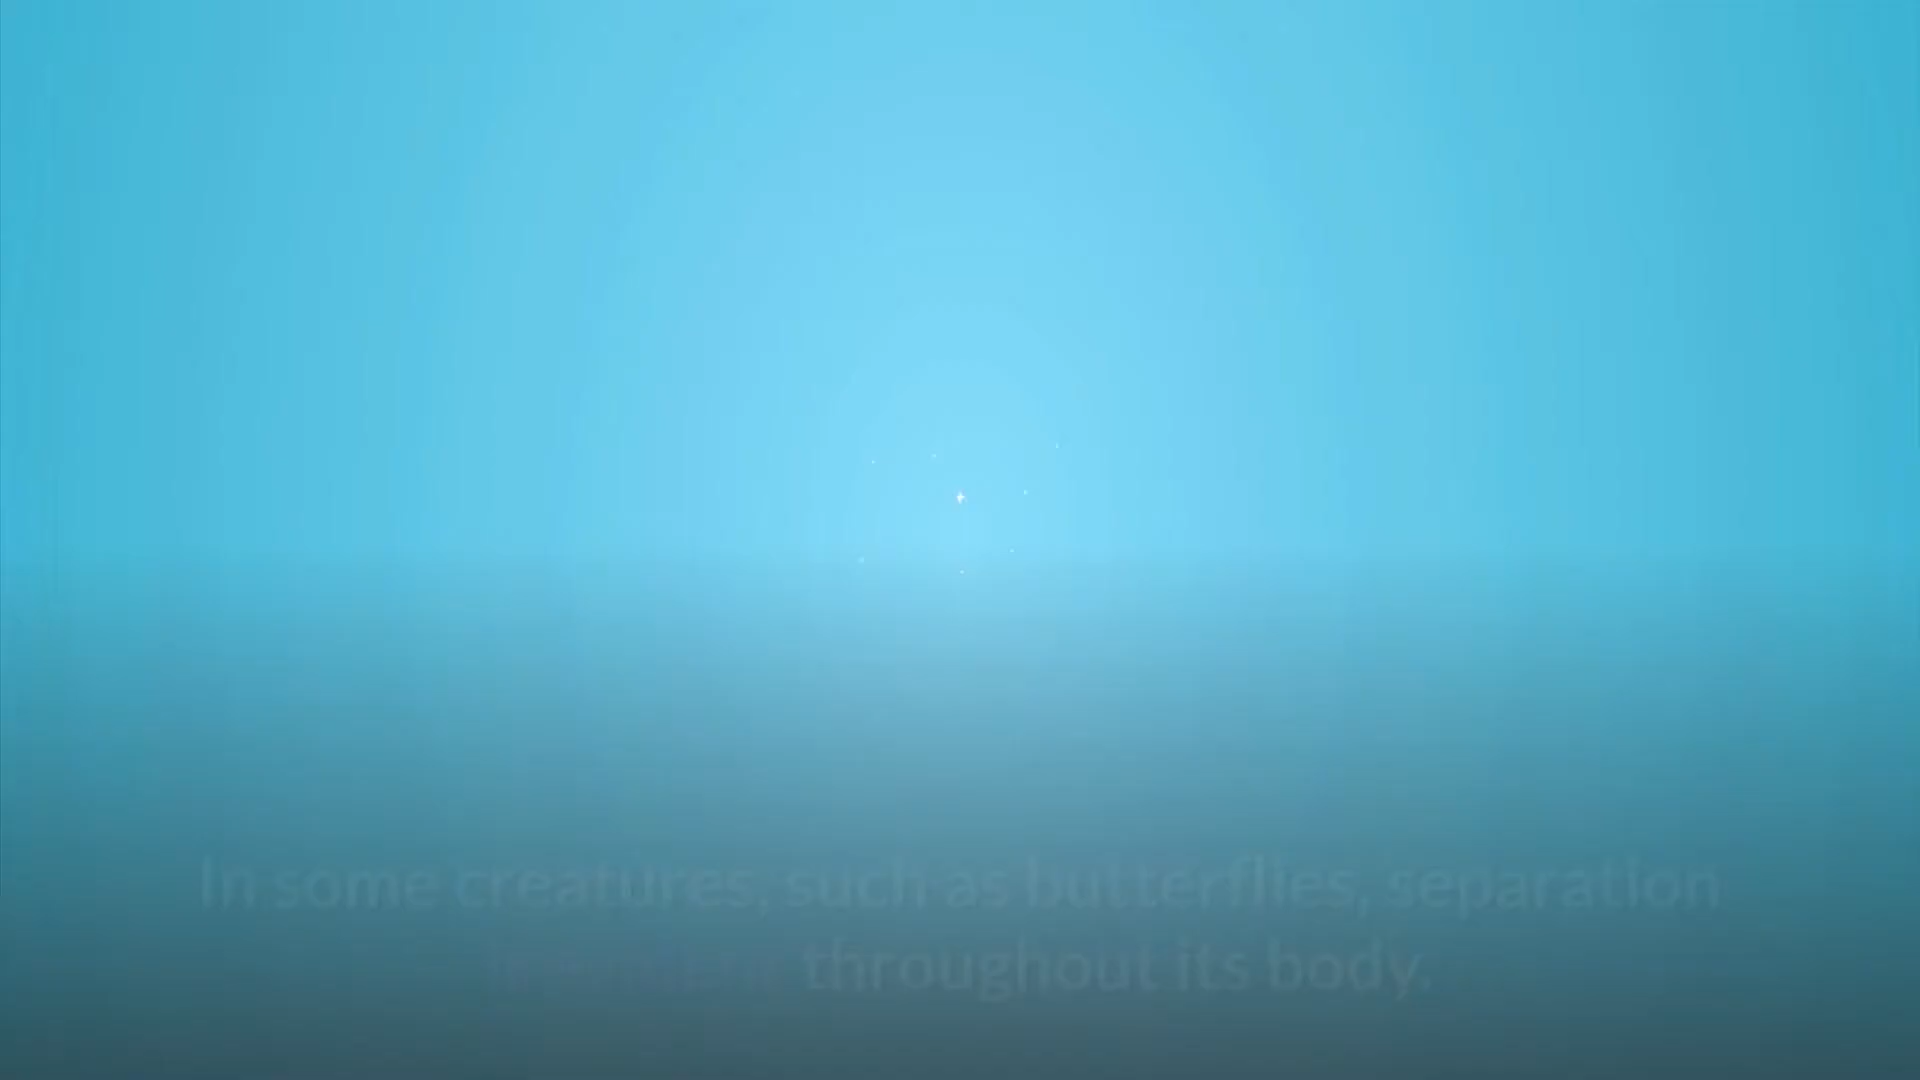 In some creatures, such as butterflies, separation
throughout its body.